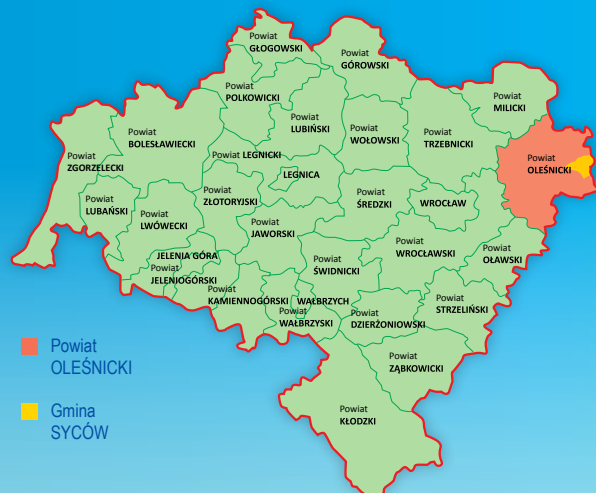 Powiat
GŁOGOWSKI
Powiat
GÓROWSKI
Powiat
POLKOWICKI
Powiat
MILICKI
Powiat
LUBIŃSKI
Powiat
WOŁOWSKI
Powiat
TRZEBNICKI
Powiat
BOLESŁAWIECKI
Powiat
ZGORZELECKI
Powiat LEGNICKI
LEGNICA
Powiat
OLEŚNICKI
Powiat
LUBAŃSKI
Powiat
ZŁOTORYJSKI
Powiat
ŚREDZKI
WROCŁAW
Powiat
LWÓWECKI
Powiat
JAWORSKI
Powiat
WROCŁAWSKI
Powiat
OŁAWSKI
JELENIA GÓRA
Powiat
JELENIOGÓRSKI
Powiat
ŚWIDNICKI
Powiat
KAMIENNOGÓRSKI
WAŁBRZYCH
Powiat
WAŁBRZYSKI
Powiat
DZIERŻONIOWSKI
Powiat
STRZELIŃSKI
Powiat
ZĄBKOWICKI
Powiat
KŁODZKI
Powiat
OLEŚNICKI
Gmina
SYCÓW